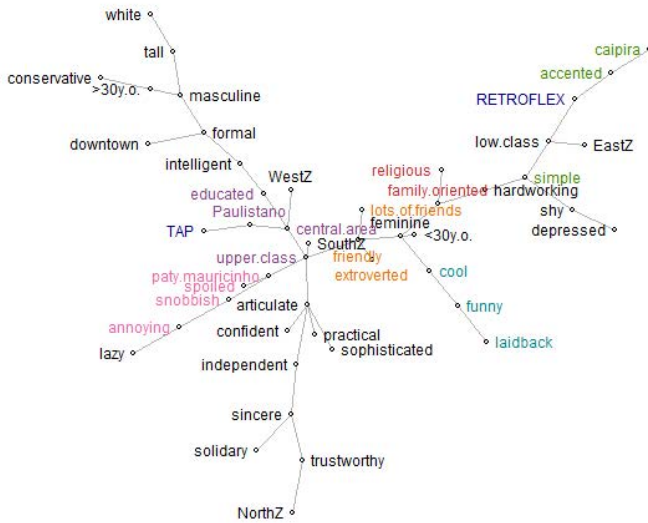 white
caipira
tall
accented
conservative
>30y.o.
masculine
RETROFLEX
formal
downtown
low.class
EastZ
intelligent
religious
WestZ
simple
educated
family.oriented
hardworking
Paulistano
lots.of.friends
shy
TAP
central.area
feminine
<30y.o.
depressed
SouthZ
upper.class
friendly
paty.mauricinho
extroverted
cool
spoiled
snobbish
articulate
funny
annoying
confident
practical
laidback
lazy
sophisticated
independent
sincere
solidary
trustworthy
NorthZ